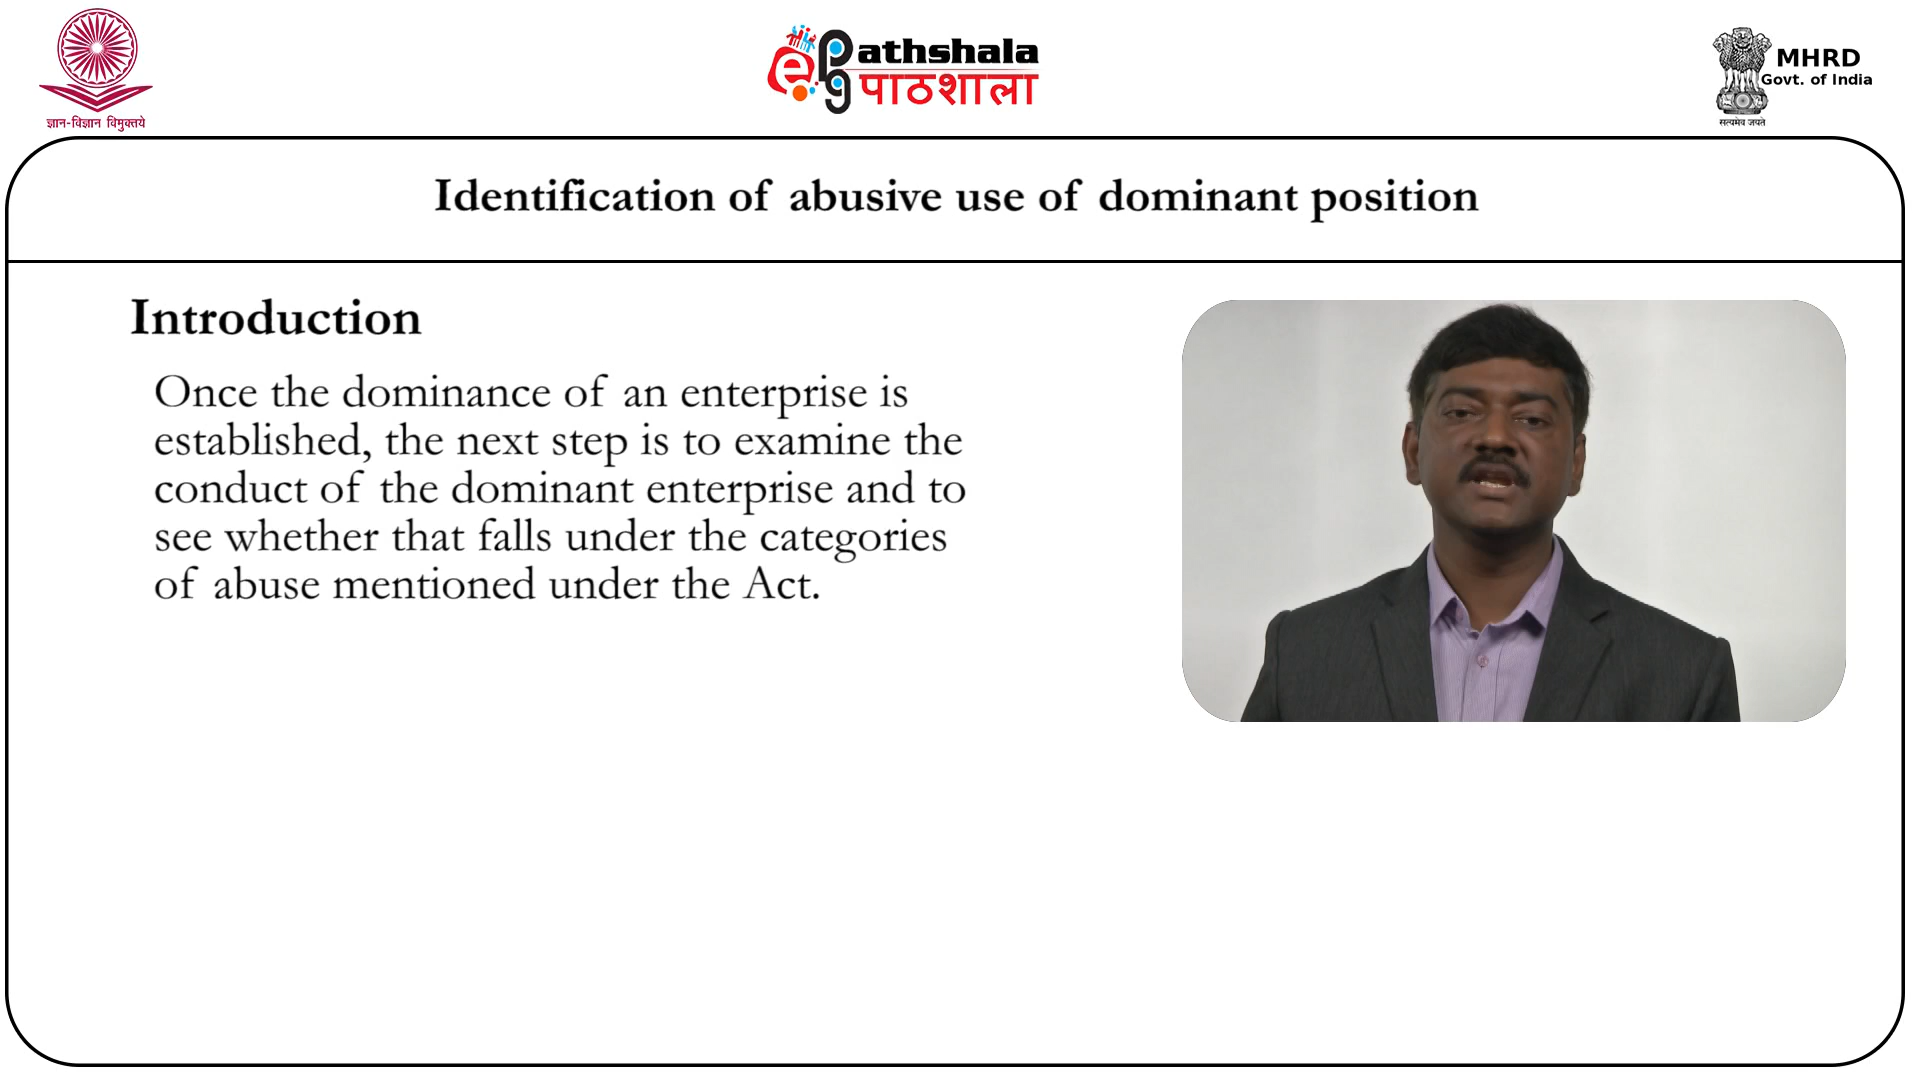 ज्ञान-विज्ञान विमुक्तये
e
pg
athshala
पाठशाला
MHRD
Govt. of India
सत्यमेव जयते
Identification of abusive use of dominant position
Introduction
Once the dominance of an enterprise is
established, the next step is to examine the
conduct of the dominant enterprise and to
see whether that falls under the categories
of abuse mentioned under the Act.